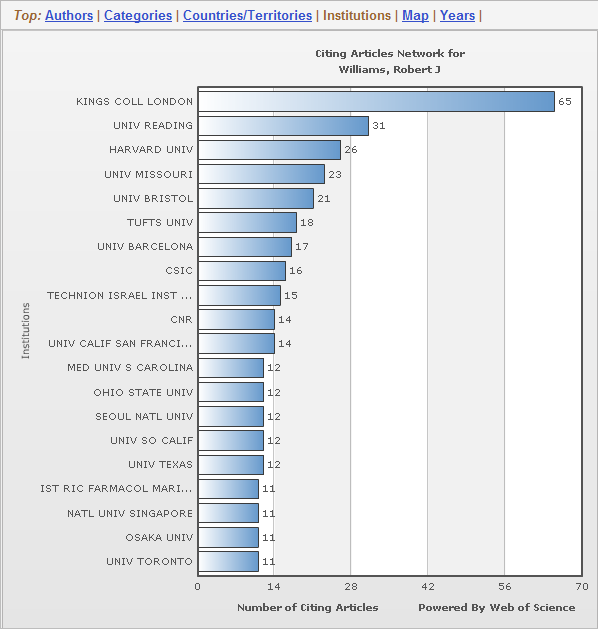 Top: Authors | Categories | Countries/Territories | Institutions | Map | Years |
Citing Articles Network for
Williams, Robert J
Institutions
KINGS COLL LONDON 65
UNIV READING 31
HARVARD UNIV 26
UNIV MISSOURI 23
UNIV BRISTOL 21
TUFTS UNIV 18
UNIV BARCELONA 17
CSIC 16
TECHNION ISRAEL INST ... 15
CNR 14
UNIV CALIF SAN FRANCI... 14
MED UNIV S CAROLINA 12
OHIO STATE UNIV 12
SEOUL NATL UNIV 12
UNIV SO CALIF 12
UNIV TEXAS 12
IST RIC FARMACOL MARI... 11
NATL UNIV SINGAPORE 11
OSAKA UNIV 11
UNIV TORONTO 11
0 14 28 42 56 70
Number of Citing Articles Powered By Web of Science